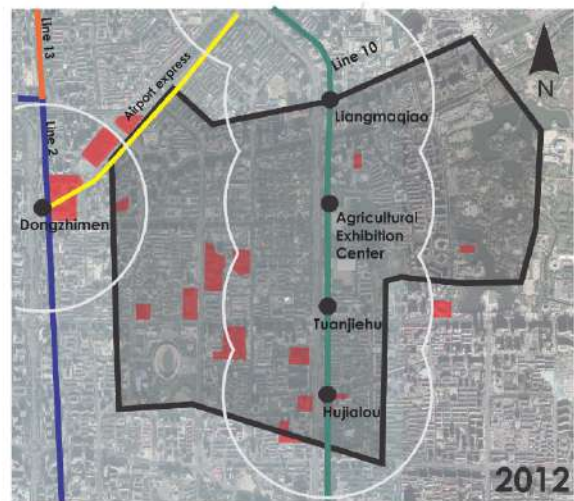 Line 13
Line 10
Airport express
N
Liangmaqiao
Line 2
Dongzhimen
Agricultural
Exhibition
Center
Tuanjiehu
Hujialou
2012